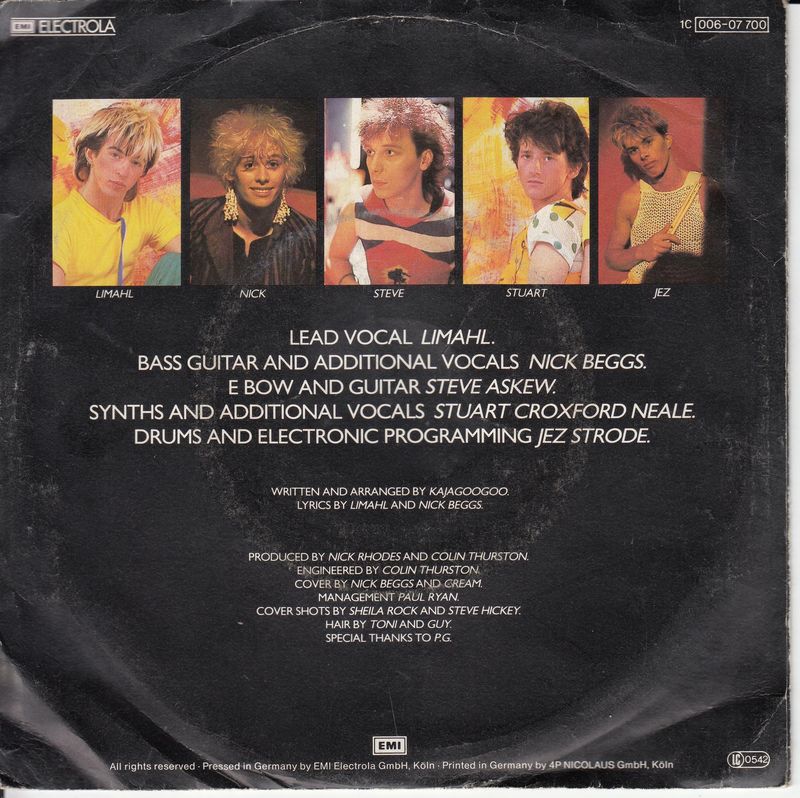 EMI ELECTROLA
1C 006-07 700
LIMAHL NICK STEVE STUART JEZ
LEAD VOCAL LIMAHL.
BASS GUITAR AND ADDITIONAL VOCALS NICK BEGGS.
E BOW AND GUITAR STEVE ASKEW.
SYNTHS AND ADDITIONAL VOCALS STUART CROXFORD NEALE.
DRUMS AND ELECTRONIC PROGRAMMING JEZ STRODE.
WRITTEN AND ARRANGED BY KAJAGOOGOO.
LYRICS BY LIMAHL AND NICK BEGGS.
PRODUCED BY NICK RHODES AND COLIN THURSTON.
ENGINEERED BY COLIN THURSTON.
COVER BY NICK BEGGS AND CREAM.
MANAGEMENT PAUL RYAN.
COVER SHOTS BY SHEILA ROCK AND STEVE HICKEY.
HAIR BY TONI AND GUY.
SPECIAL THANKS TO P.G.
EMI
All rights reserved · Pressed in Germany by EMI Electrola GmbH, Köln · Printed in Germany by 4P NICOLAUS GmbH, Köln
LC 0542